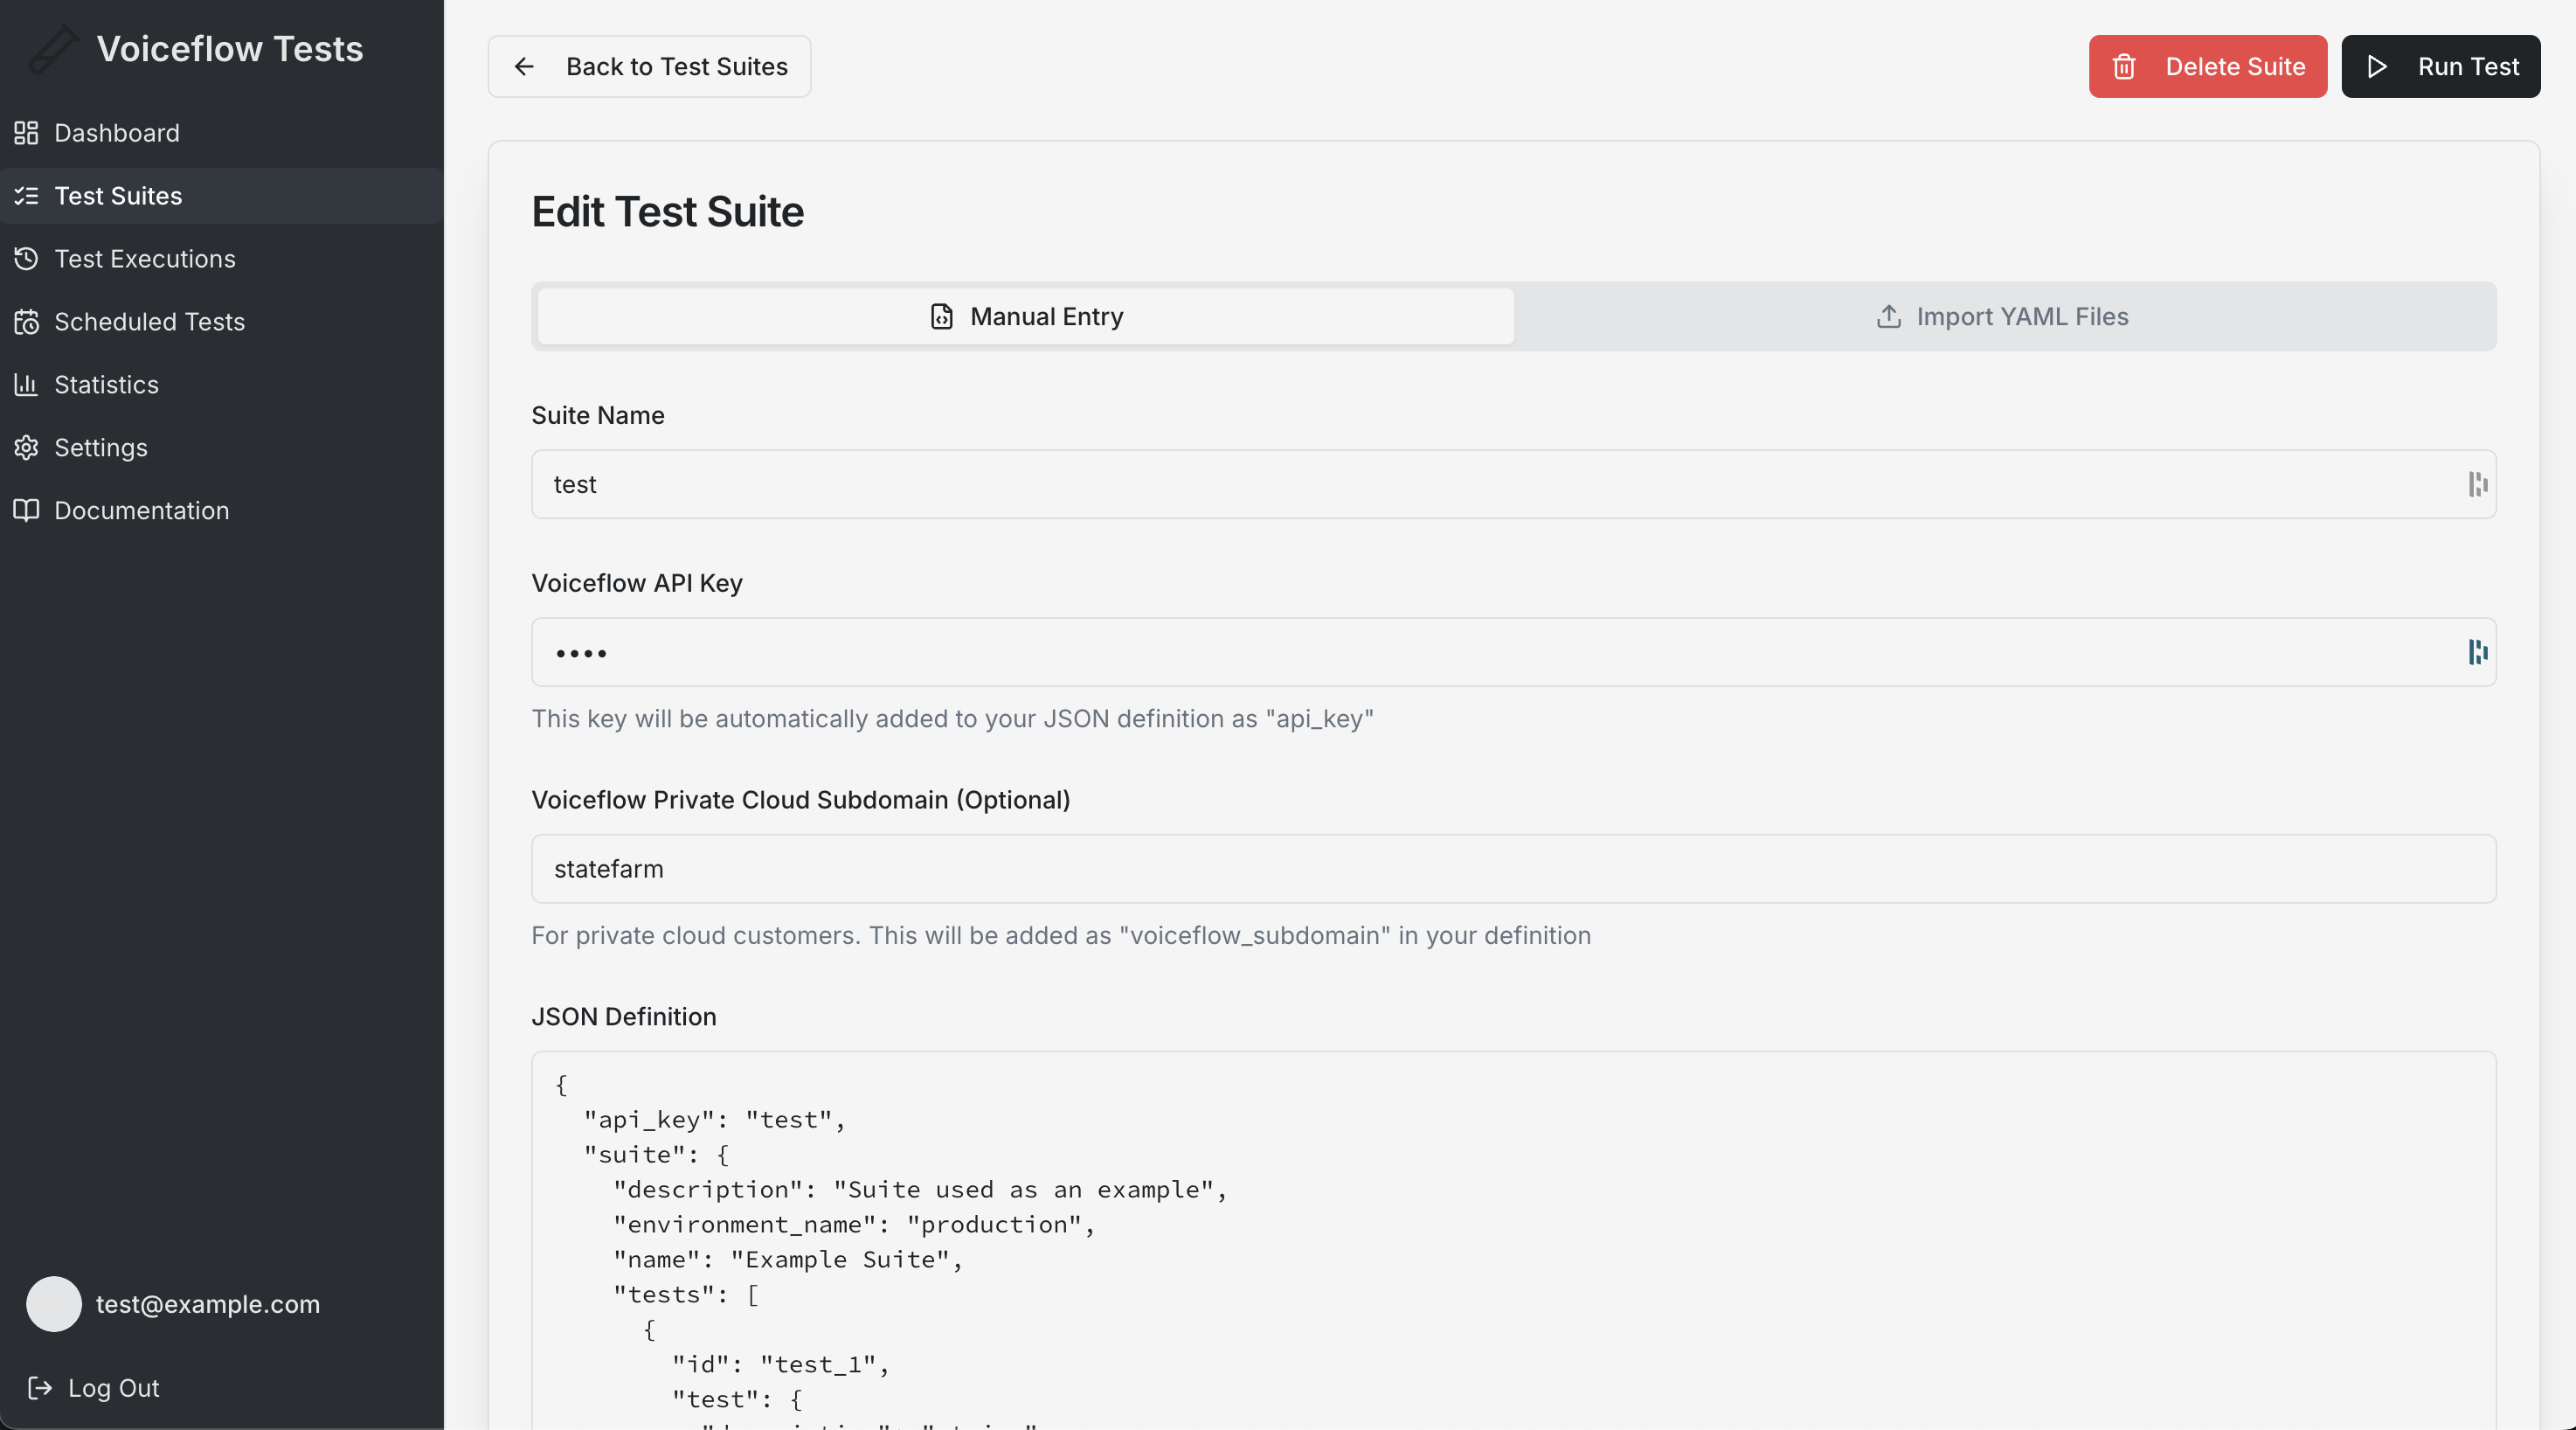 Voiceflow Tests
Dashboard
Test Suites
Test Executions
Scheduled Tests
Statistics
Settings
Documentation
test@example.com
Log Out
Back to Test Suites
Delete Suite
Run Test
Edit Test Suite
Manual Entry
Import YAML Files
Suite Name
test
Voiceflow API Key
••••
This key will be automatically added to your JSON definition as "api_key"
Voiceflow Private Cloud Subdomain (Optional)
statefarm
For private cloud customers. This will be added as "voiceflow_subdomain" in your definition
JSON Definition
{
"api_key": "test",
"suite": {
"description": "Suite used as an example",
"environment_name": "production",
"name": "Example Suite",
"tests": [
{
"id": "test_1",
"test": {